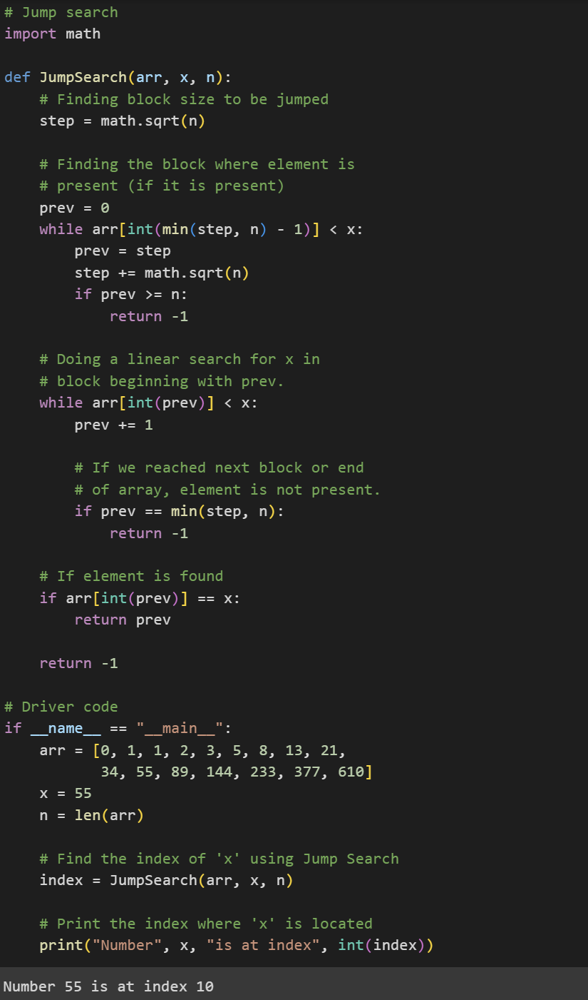 # Jump search
import math

def JumpSearch(arr, x, n):
    # Finding block size to be jumped
    step = math.sqrt(n)

    # Finding the block where element is
    # present (if it is present)
    prev = 0
    while arr[int(min(step, n) - 1)] < x:
        prev = step
        step += math.sqrt(n)
        if prev >= n:
            return -1

    # Doing a linear search for x in
    # block beginning with prev.
    while arr[int(prev)] < x:
        prev += 1

        # If we reached next block or end
        # of array, element is not present.
        if prev == min(step, n):
            return -1

    # If element is found
    if arr[int(prev)] == x:
        return prev

    return -1

# Driver code
if __name__ == "__main__":
    arr = [0, 1, 1, 2, 3, 5, 8, 13, 21,
           34, 55, 89, 144, 233, 377, 610]
    x = 55
    n = len(arr)

    # Find the index of 'x' using Jump Search
    index = JumpSearch(arr, x, n)

    # Print the index where 'x' is located
    print("Number", x, "is at index", int(index))

Number 55 is at index 10